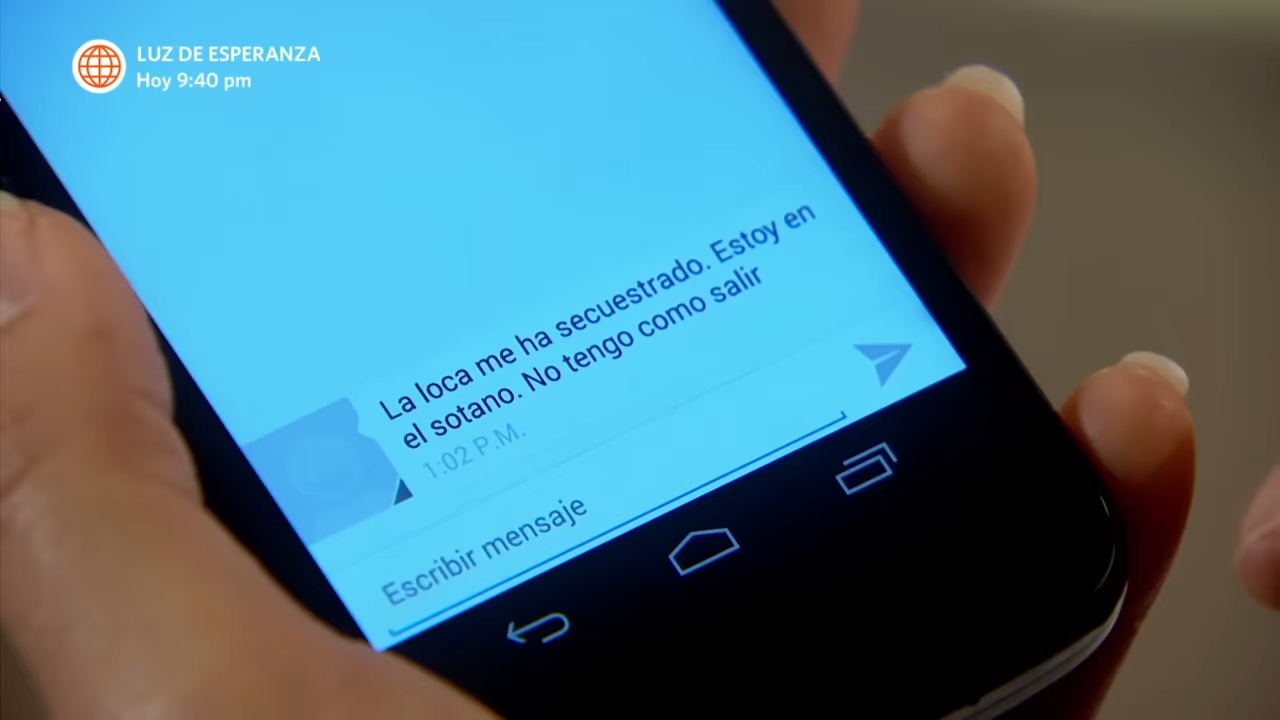 LUZ DE ESPERANZA
Hoy 9:40 pm
La loca me ha secuestrado. Estoy en
el sotano. No tengo como salir
1:02 P.M.
Escribir mensaje